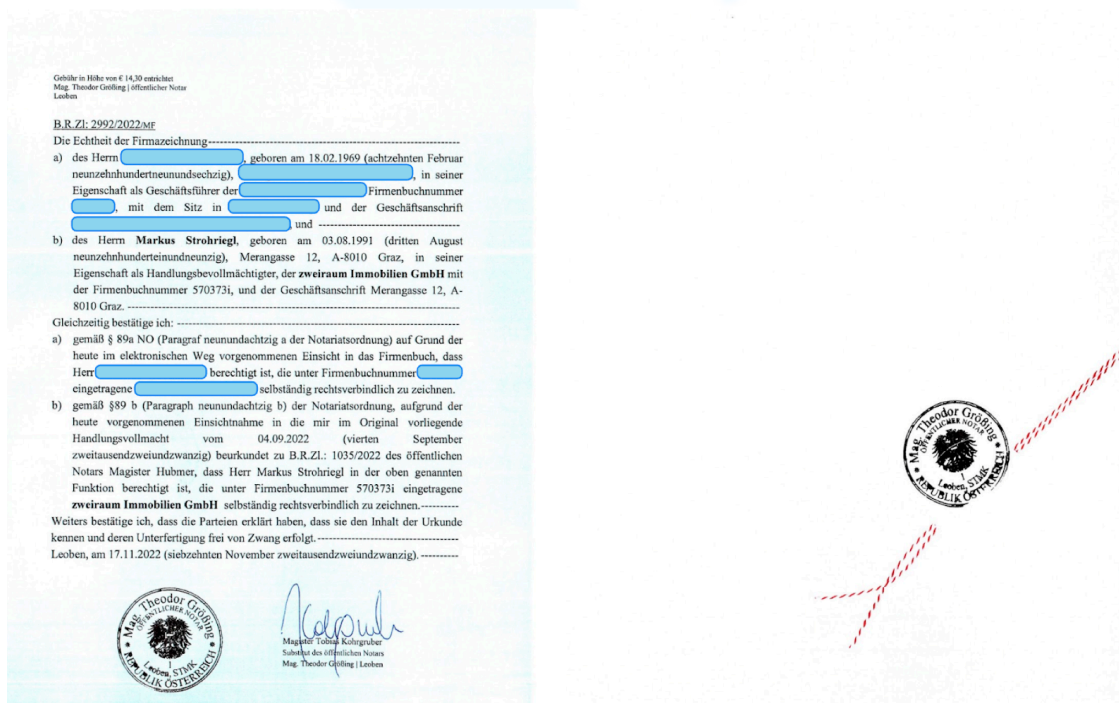 Gebühr in Höhe von € 14,30 entrichtet
Mag. Theodor Größing | öffentlicher Notar
Leoben
B.R.Zl: 2992/2022/MF
Die Echtheit der Firmazeichnung------------------------------------------------------------
a) des Herrn , geboren am 18.02.1969 (achtzehnten Februar
neunzehnhundertneunundsechzig), , in seiner
Eigenschaft als Geschäftsführer der Firmenbuchnummer
, mit dem Sitz in und der Geschäftsanschrift
, und ----------------------------------
b) des Herrn Markus Strohriegl, geboren am 03.08.1991 (dritten August
neunzehnhunderteinundneunzig), Merangasse 12, A-8010 Graz, in seiner
Eigenschaft als Handlungsbevollmächtigter, der zweiraum Immobilien GmbH mit
der Firmenbuchnummer 570373i, und der Geschäftsanschrift Merangasse 12, A-
8010 Graz. --------------------------------------------------------------------------------
Gleichzeitig bestätige ich: --------------------------------------------------------------------
a) gemäß § 89a NO (Paragraf neunundachtzig a der Notariatsordnung) auf Grund der
heute im elektronischen Weg vorgenommenen Einsicht in das Firmenbuch, dass
Herr berechtigt ist, die unter Firmenbuchnummer
eingetragene selbständig rechtsverbindlich zu zeichnen.
b) gemäß §89 b (Paragraph neunundachtzig b) der Notariatsordnung, aufgrund der
heute vorgenommenen Einsichtnahme in die mir im Original vorliegende
Handlungsvollmacht vom 04.09.2022 (vierten September
zweitausendzweiundzwanzig) beurkundet zu B.R.Zl.: 1035/2022 des öffentlichen
Notars Magister Hubmer, dass Herr Markus Strohriegl in der oben genannten
Funktion berechtigt ist, die unter Firmenbuchnummer 570373i eingetragene
zweiraum Immobilien GmbH selbständig rechtsverbindlich zu zeichnen.---------
Weiters bestätige ich, dass die Parteien erklärt haben, dass sie den Inhalt der Urkunde
kennen und deren Unterfertigung frei von Zwang erfolgt.----------------------------------
Leoben, am 17.11.2022 (siebzehnten November zweitausendzweiundzwanzig).---------
Mag. Theodor Größing
ÖFFENTLICHER NOTAR
1
Leoben, STMK
REPUBLIK ÖSTERREICH
Magister Tobias Kohrgruber
Substitut des öffentlichen Notars
Mag. Theodor Größing | Leoben
Mag. Theodor Größing
ÖFFENTLICHER NOTAR
1
Leoben, STMK
REPUBLIK ÖSTERREICH